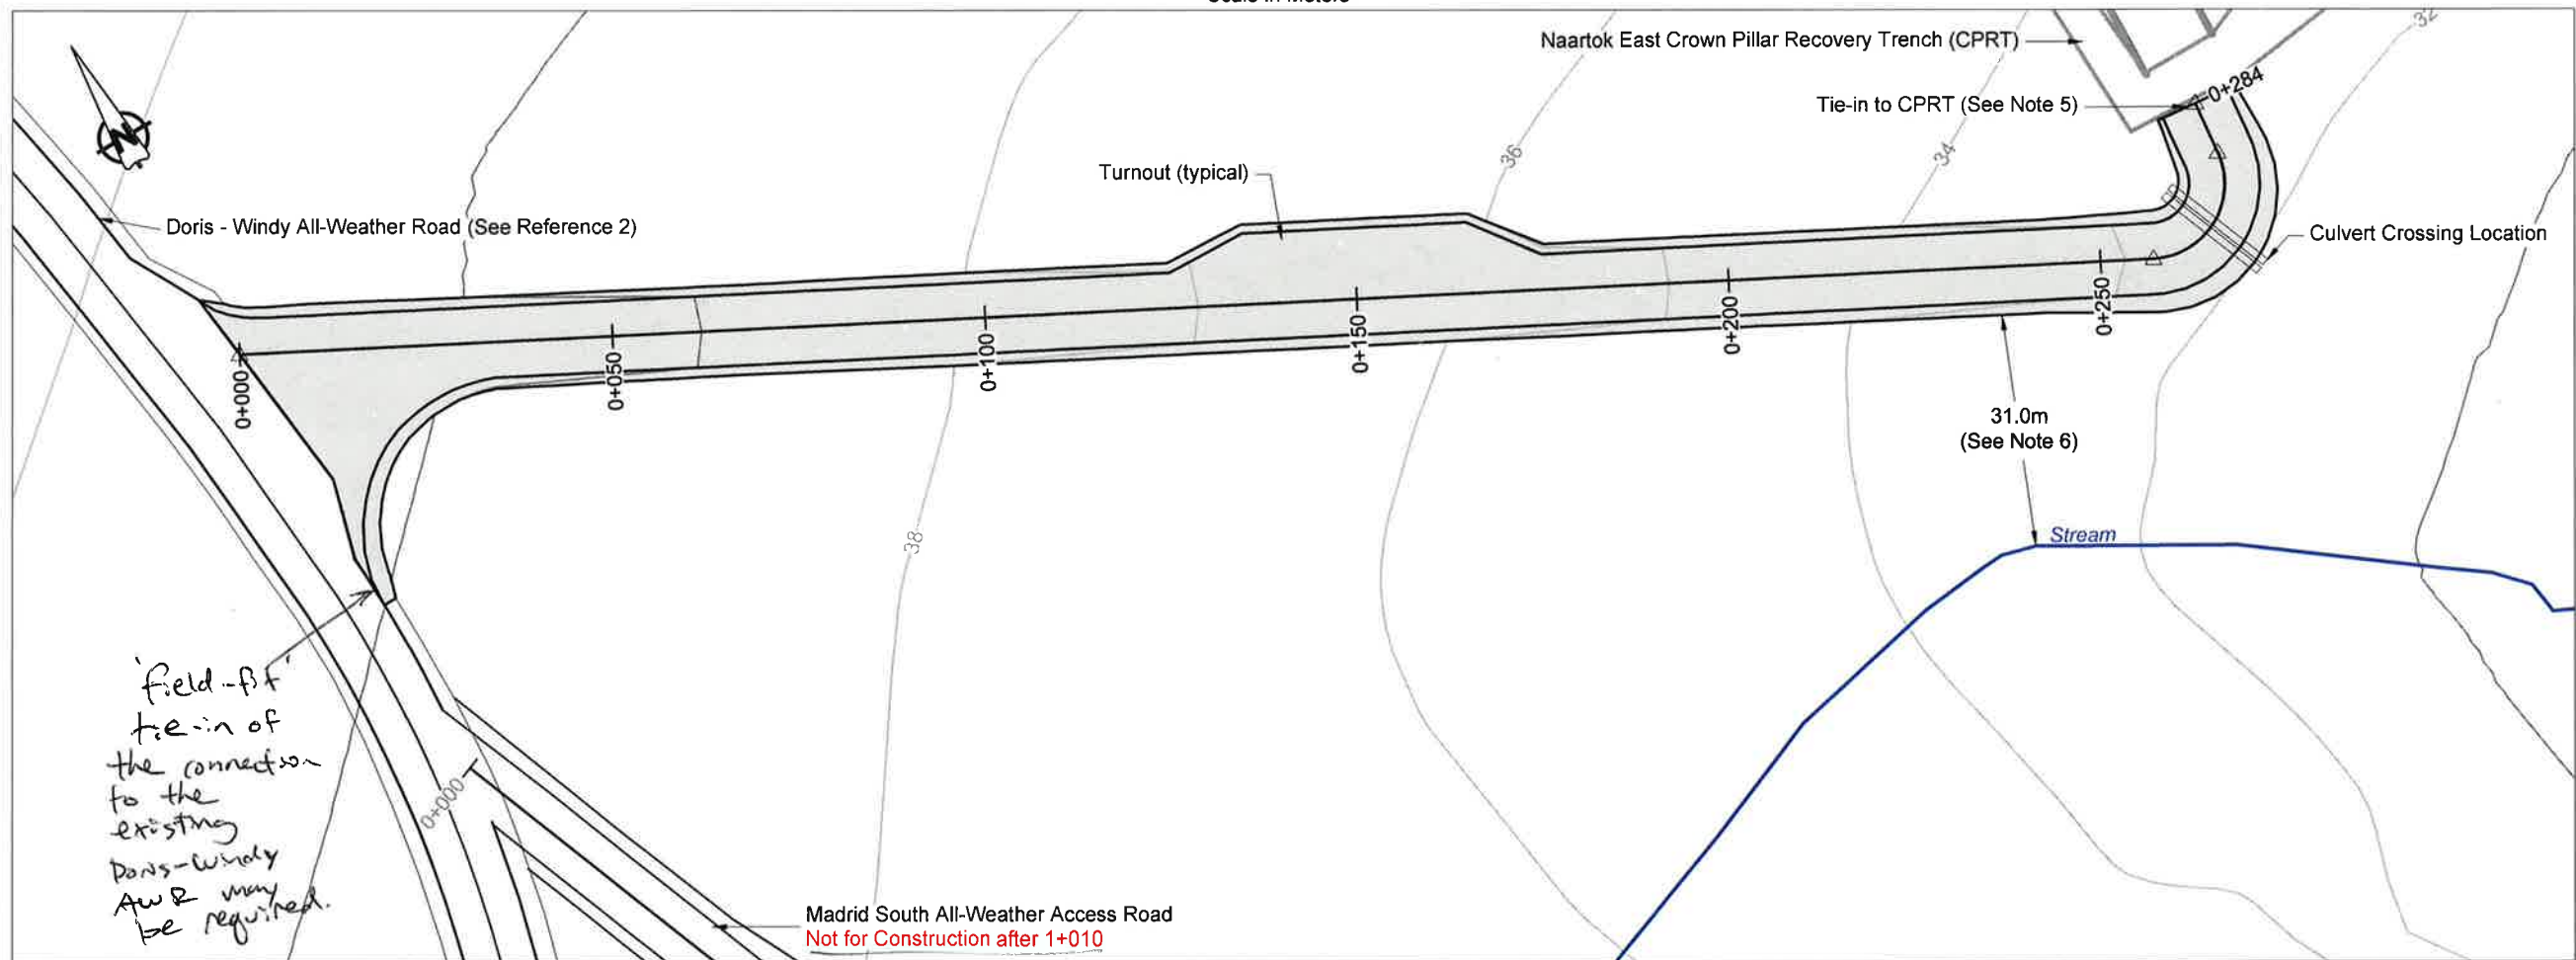 Scale in Meters
Naartok East Crown Pillar Recovery Trench (CPRT)
32
0+284
Tie-in to CPRT (See Note 5)
36
34
Turnout (typical)
N
Doris - Windy All-Weather Road (See Reference 2)
Culvert Crossing Location
0+000
0+050
0+100
0+150
0+200
0+250
31.0m
(See Note 6)
38
Stream
'field-fit'
tie-in of
the connection
to the
existing
Doris-Windy
AWR may
be required.
0+000
Madrid South All-Weather Access Road
Not for Construction after 1+010